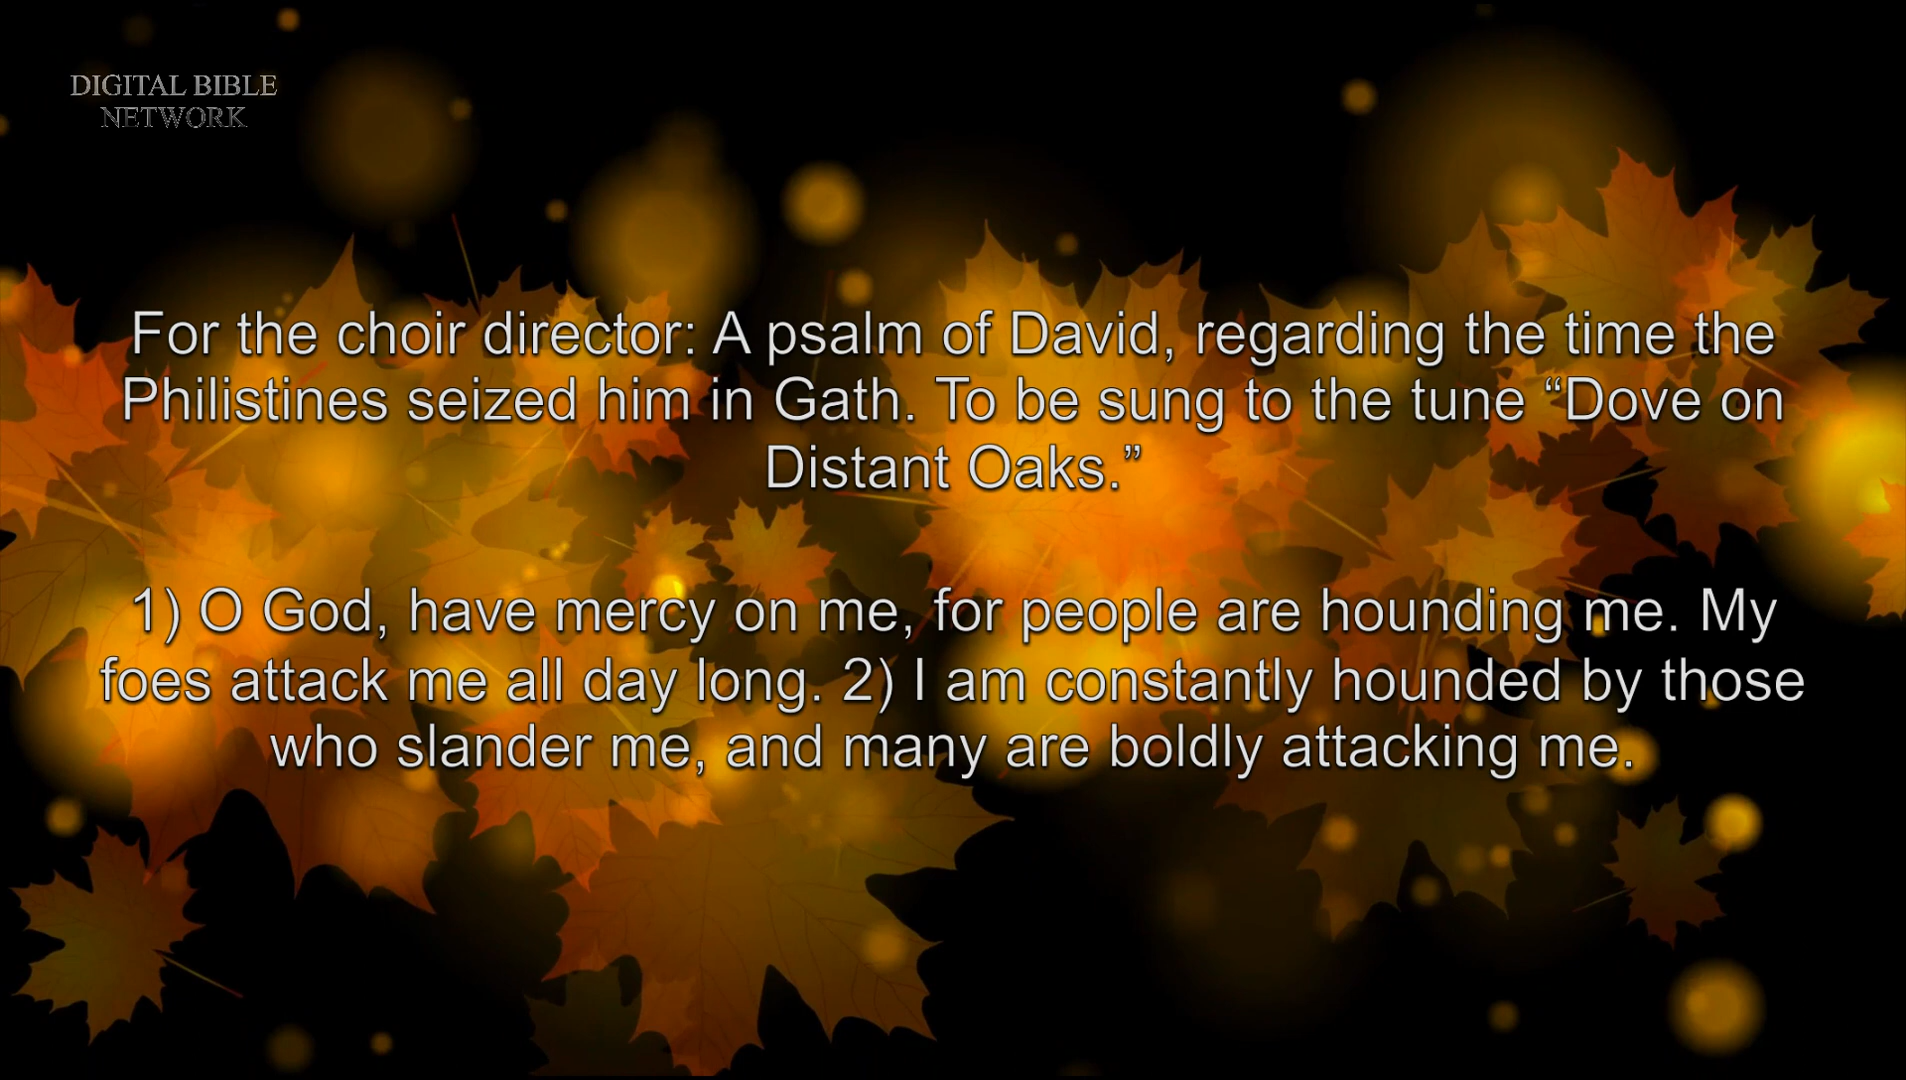 DIGITAL BIBLE
NETWORK
For the choir director: A psalm of David, regarding the time the
Philistines seized him in Gath. To be sung to the tune “Dove on
Distant Oaks.”
1) O God, have mercy on me, for people are hounding me. My
foes attack me all day long. 2) I am constantly hounded by those
who slander me, and many are boldly attacking me.